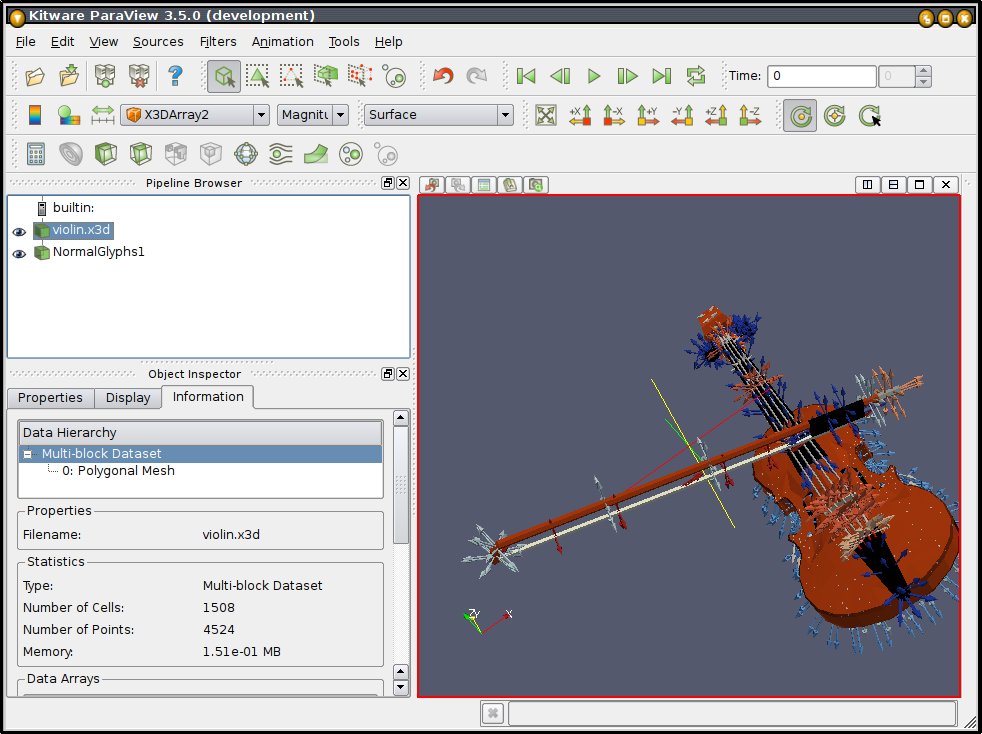 Kitware ParaView 3.5.0 (development)
File Edit View Sources Filters Animation Tools Help
? Time: 0 0
X3DArray2 Magnitu Surface +X -X +Y -Y +Z -Z
Pipeline Browser
builtin:
violin.x3d
NormalGlyphs1
Object Inspector
Properties Display Information
Data Hierarchy
Multi-block Dataset
0: Polygonal Mesh
Properties
Filename: violin.x3d
Statistics
Type: Multi-block Dataset
Number of Cells: 1508
Number of Points: 4524
Memory: 1.51e-01 MB
Data Arrays
ZY X